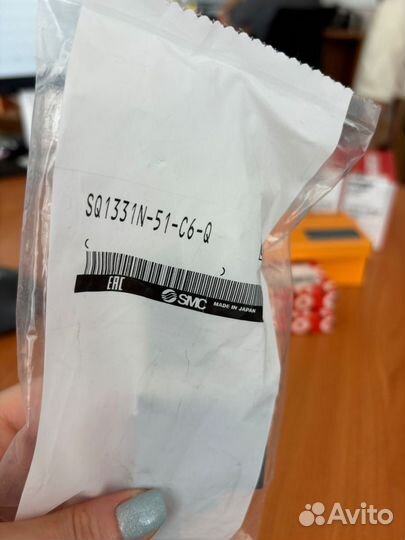 SQ1331N-51-C6-Q
EAC
SMC MADE IN JAPAN
Avito